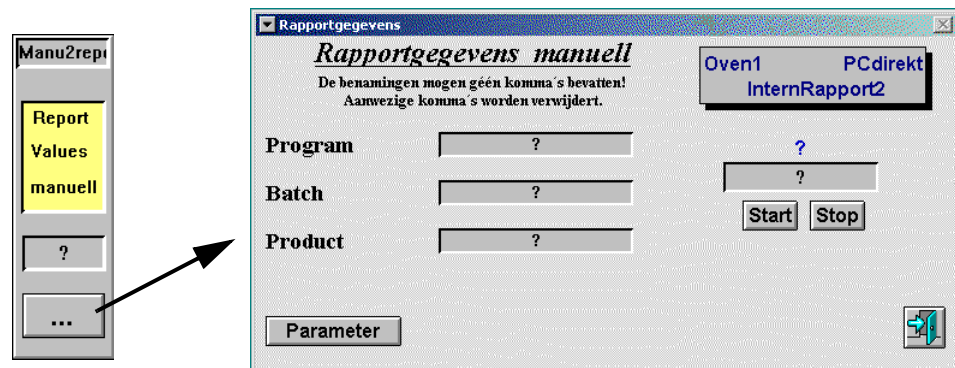 Manu2repo
Report
Values
manuell
?
...
Rapportgegevens
Rapportgegevens manuell
De benamingen mogen géén komma´s bevatten!
Aanwezige komma´s worden verwijdert.
Oven1 PCdirekt
InternRapport2
Program ?
Batch ?
Product ?
?
?
Start Stop
Parameter